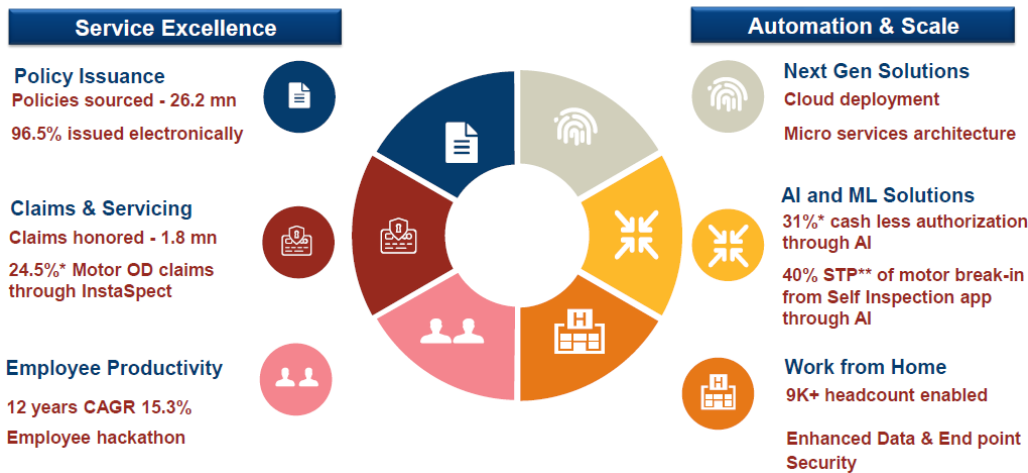 Service Excellence
Policy Issuance
Policies sourced - 26.2 mn
96.5% issued electronically
Claims & Servicing
Claims honored - 1.8 mn
24.5%* Motor OD claims
through InstaSpect
Employee Productivity
12 years CAGR 15.3%
Employee hackathon
H
Automation & Scale
Next Gen Solutions
Cloud deployment
Micro services architecture
AI and ML Solutions
31%* cash less authorization
through AI
40% STP** of motor break-in
from Self Inspection app
through AI
H
Work from Home
9K+ headcount enabled
Enhanced Data & End point
Security